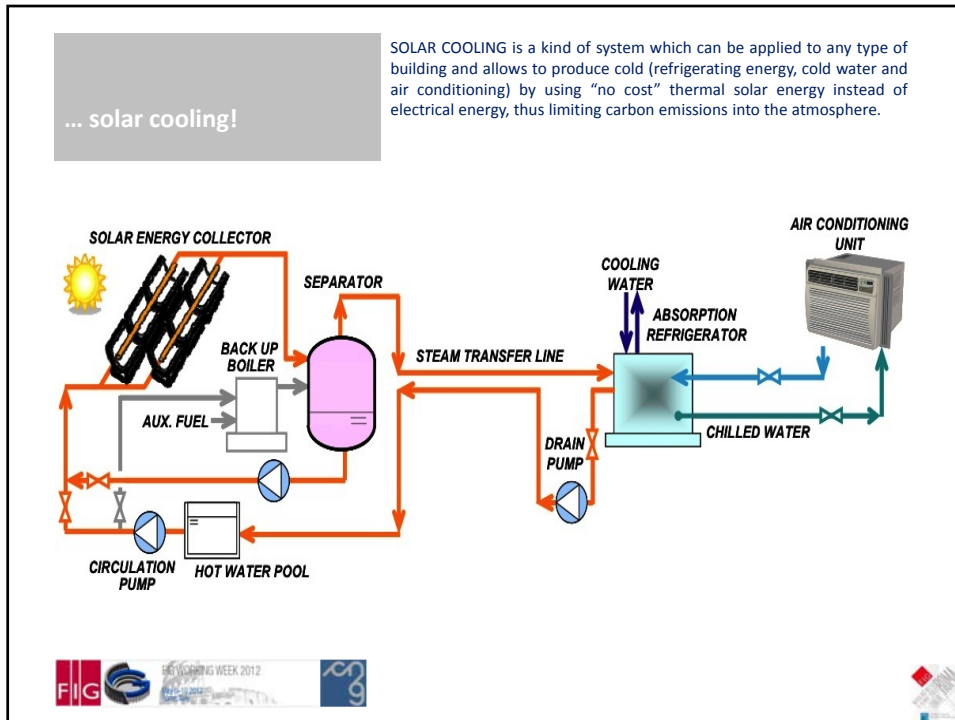 … solar cooling!
SOLAR COOLING is a kind of system which can be applied to any type of
building and allows to produce cold (refrigerating energy, cold water and
air conditioning) by using “no cost” thermal solar energy instead of
electrical energy, thus limiting carbon emissions into the atmosphere.
SOLAR ENERGY COLLECTOR
SEPARATOR
BACK UP
BOILER
AUX. FUEL
CIRCULATION
PUMP
HOT WATER POOL
STEAM TRANSFER LINE
COOLING
WATER
ABSORPTION
REFRIGERATOR
DRAIN
PUMP
CHILLED WATER
AIR CONDITIONING
UNIT
FIG
FIG WORKING WEEK 2012